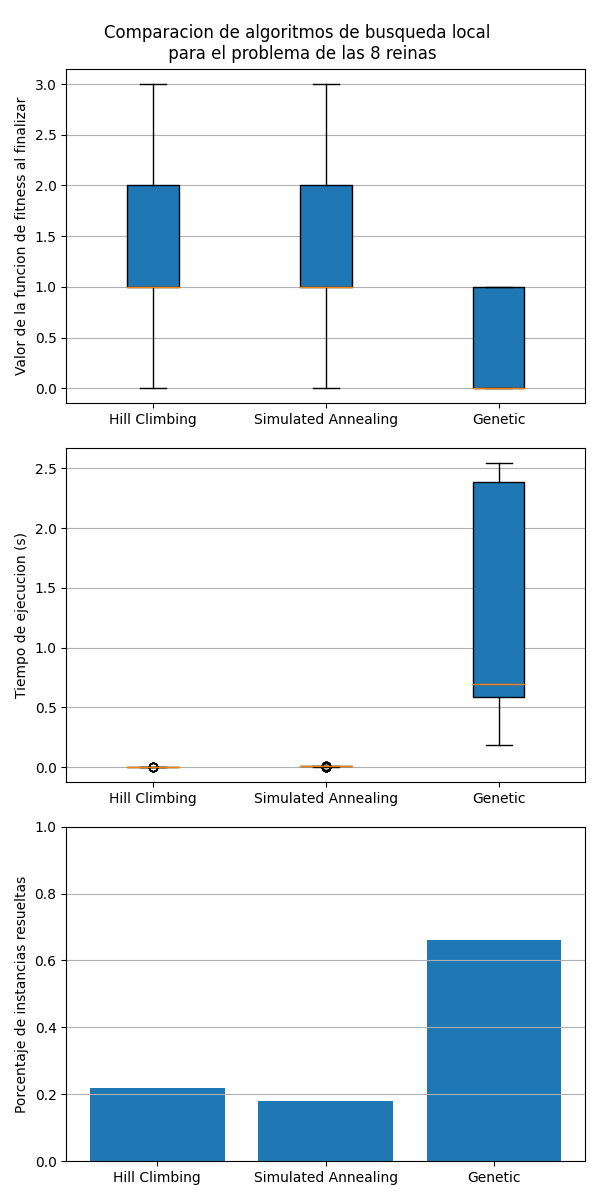 Comparacion de algoritmos de busqueda local
para el problema de las 8 reinas
Valor de la funcion de fitness al finalizar
3.0
2.5
2.0
1.5
1.0
0.5
0.0
Hill Climbing
Simulated Annealing
Genetic
Tiempo de ejecucion (s)
2.5
2.0
1.5
1.0
0.5
0.0
Hill Climbing
Simulated Annealing
Genetic
Porcentaje de instancias resueltas
1.0
0.8
0.6
0.4
0.2
0.0
Hill Climbing
Simulated Annealing
Genetic